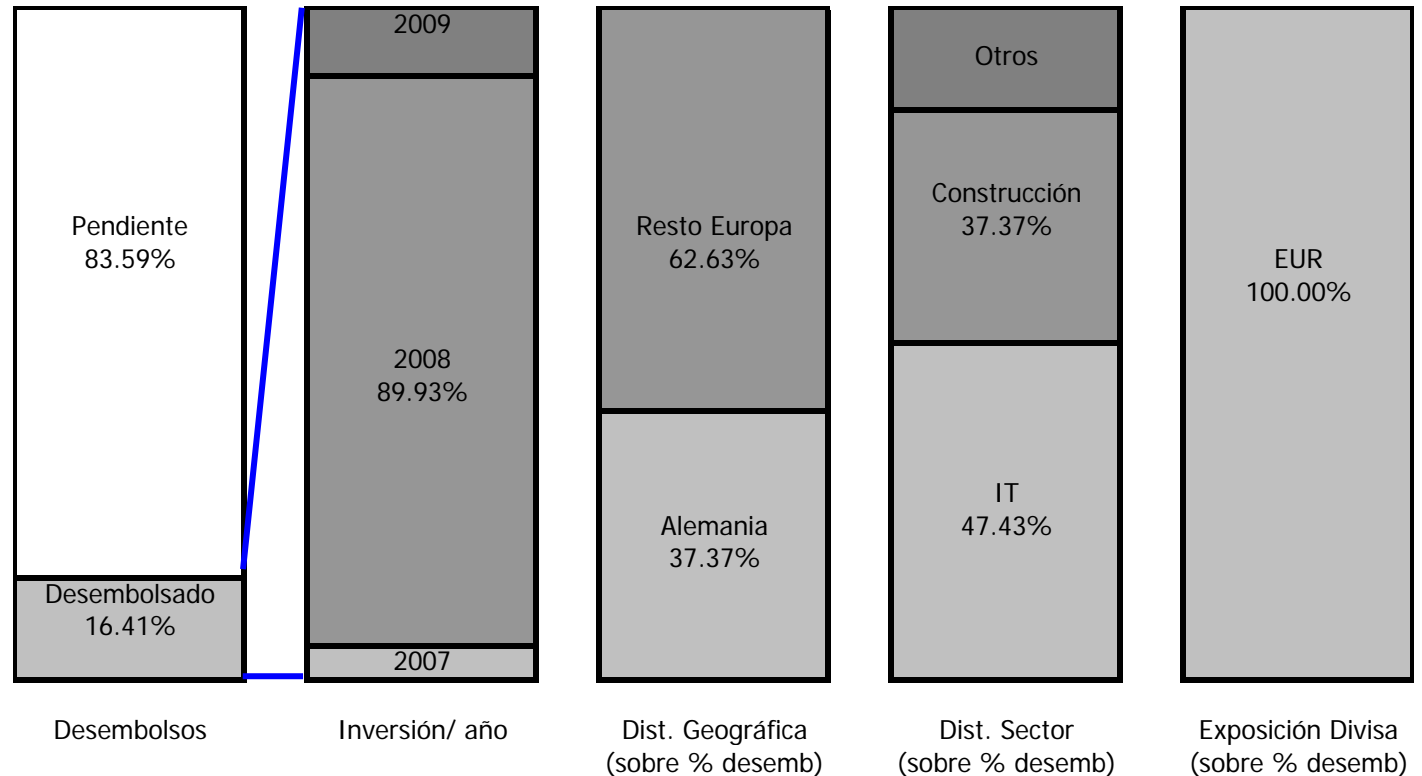 Pendiente
83.59%
Desembolsado
16.41%
Desembolsos
2009
2008
89.93%
2007
Inversión/ año
Resto Europa
62.63%
Alemania
37.37%
Dist. Geográfica
(sobre % desemb)
Otros
Construcción
37.37%
IT
47.43%
Dist. Sector
(sobre % desemb)
EUR
100.00%
Exposición Divisa
(sobre % desemb)